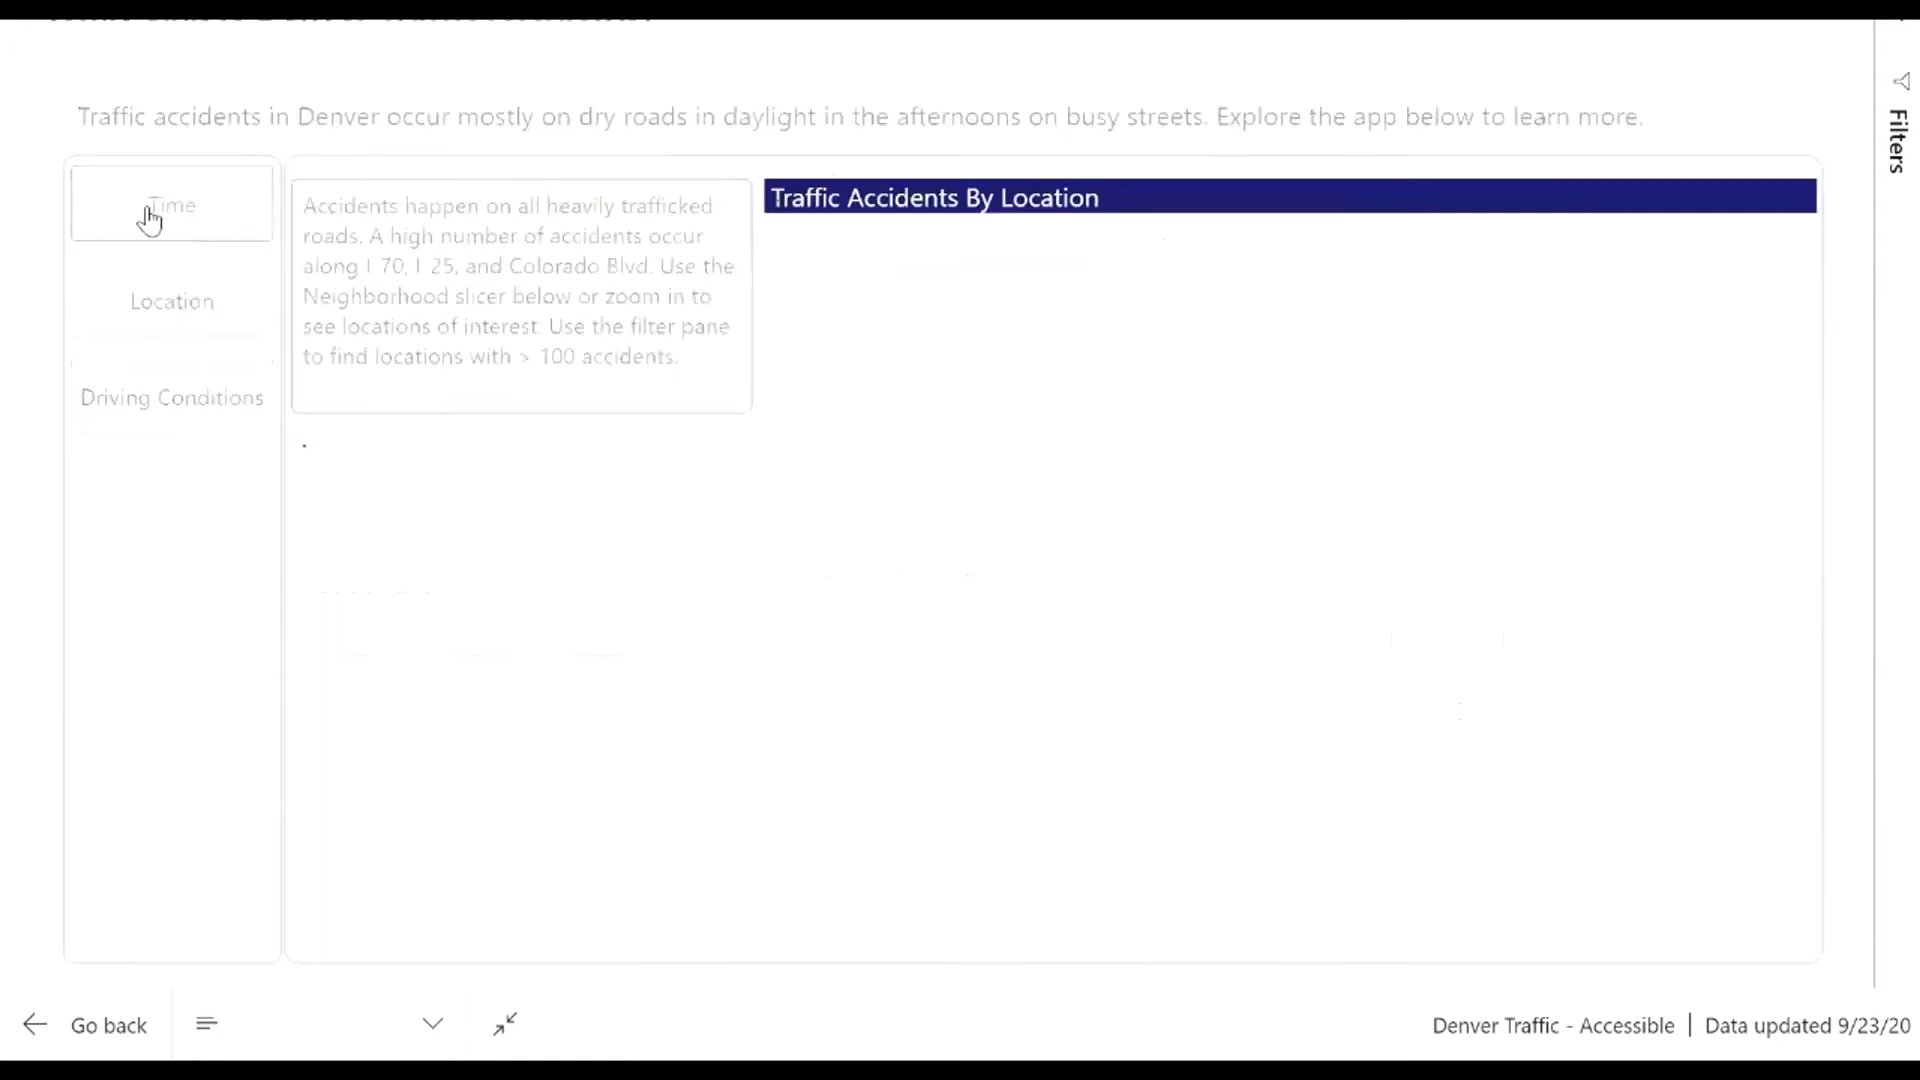 Traffic accidents in Denver occur mostly on dry roads in daylight in the afternoons on busy streets. Explore the app below to learn more.
Filters
Time
Location
Driving Conditions
Accidents happen on all heavily trafficked
roads. A high number of accidents occur
along I 70, I 25, and Colorado Blvd. Use the
Neighborhood slicer below or zoom in to
see locations of interest. Use the filter pane
to find locations with > 100 accidents.
Traffic Accidents By Location
Go back
Denver Traffic - Accessible | Data updated 9/23/20